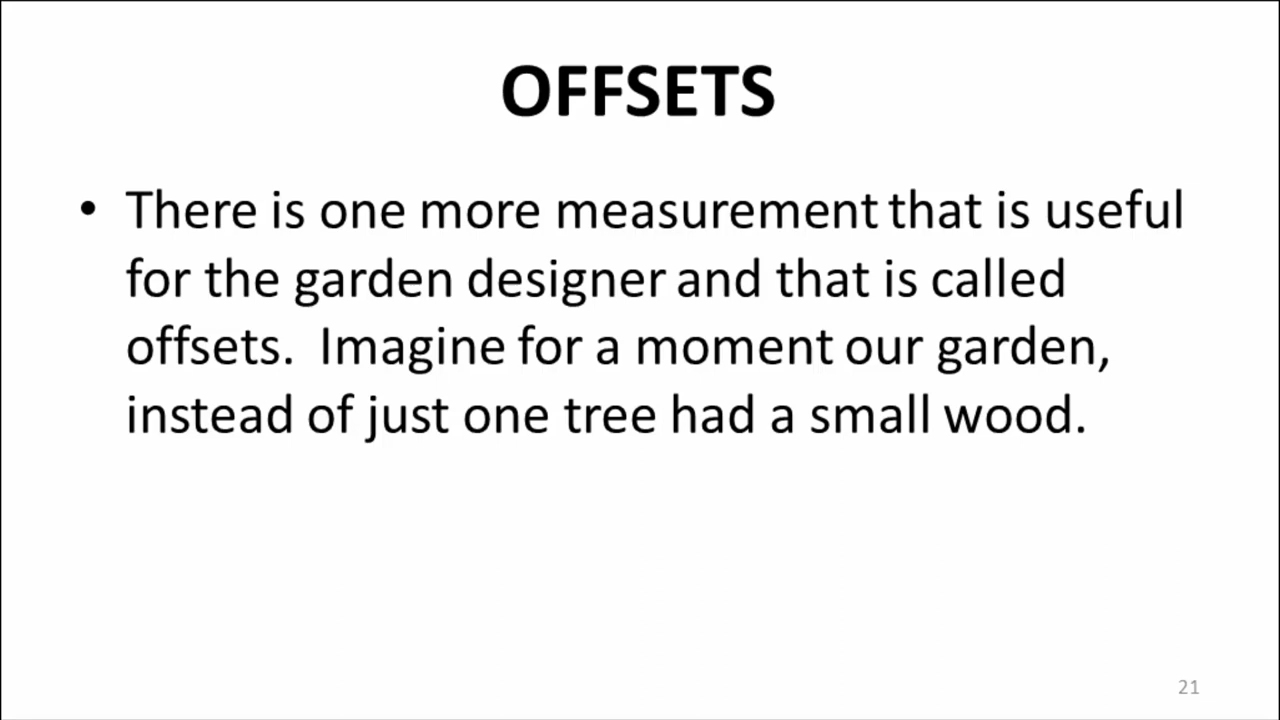 OFFSETS
• There is one more measurement that is useful
for the garden designer and that is called
offsets.  Imagine for a moment our garden,
instead of just one tree had a small wood.
21